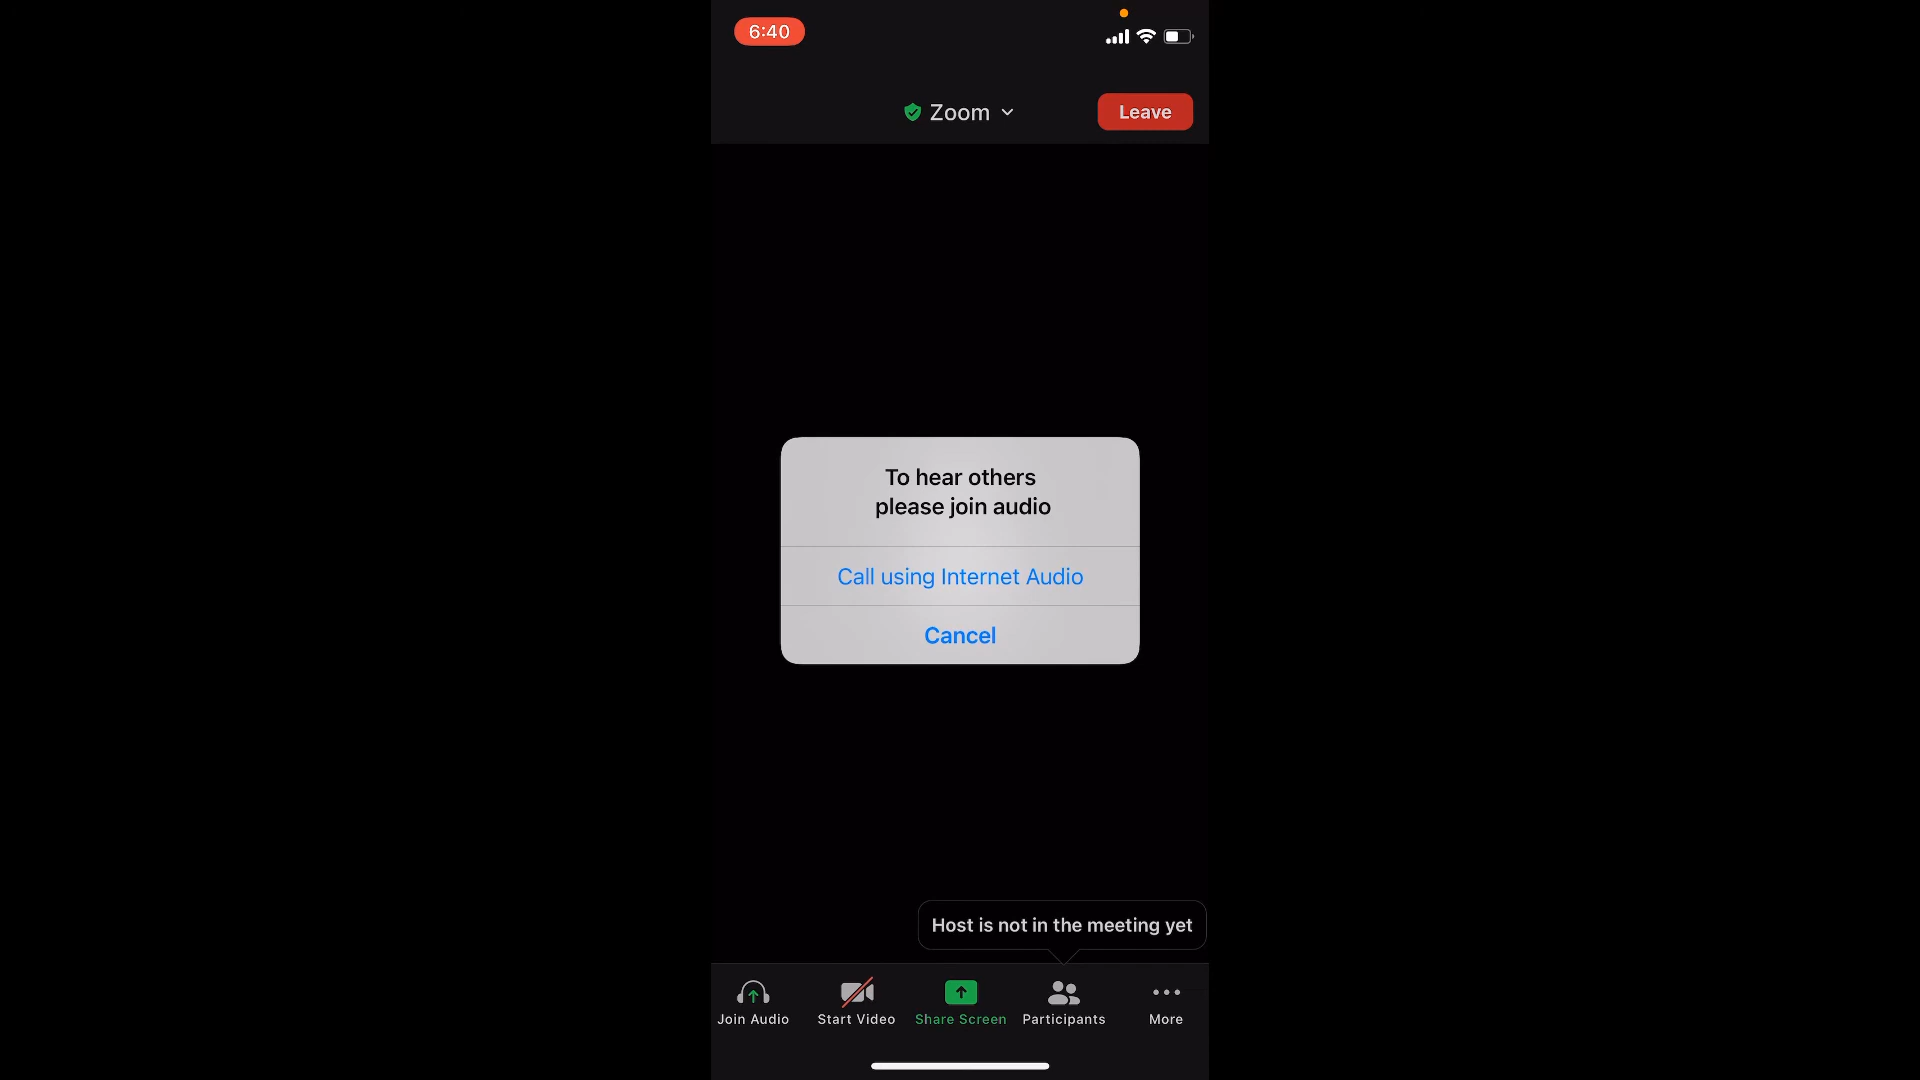 6:40
Zoom
Leave
To hear others
please join audio
Call using Internet Audio
Cancel
Host is not in the meeting yet
Join Audio
Start Video
Share Screen
Participants
More